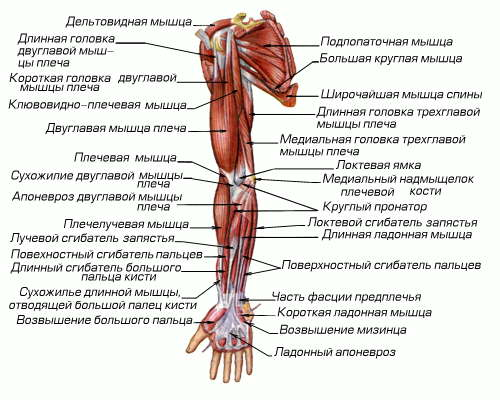 Дельтовидная мышца
Длинная головка
двуглавой мыш-
цы плеча
Короткая головка двуглавой
мышцы плеча
Клювовидно-плечевая мышца
Двуглавая мышца плеча
Плечевая мышца
Сухожилие двуглавой мышцы
плеча
Апоневроз двуглавой мышцы
плеча
Плечелучевая мышца
Лучевой сгибатель запястья
Повехностный сгибатель пальцев
Длинный сгибатель большого
пальца кисти
Сухожилье длинной мышцы,
отводящей большой палец кисти
Возвышение большого пальца
Подлопаточная мышца
Большая круглая мышца
Широчайшая мышца спины
Длинная головка трехглавой
мышцы плеча
Медиальная головка трехглавой
мышцы плеча
Локтевая ямка
Медиальный надмыщелок
плечевой кости
Круглый пронатор
Локтевой сгибатель запястья
Длинная ладонная мышца
Поверхностный сгибатель пальцев
Часть фасции предплечья
Короткая ладонная мышца
Возвышение мизинца
Ладонный апоневроз